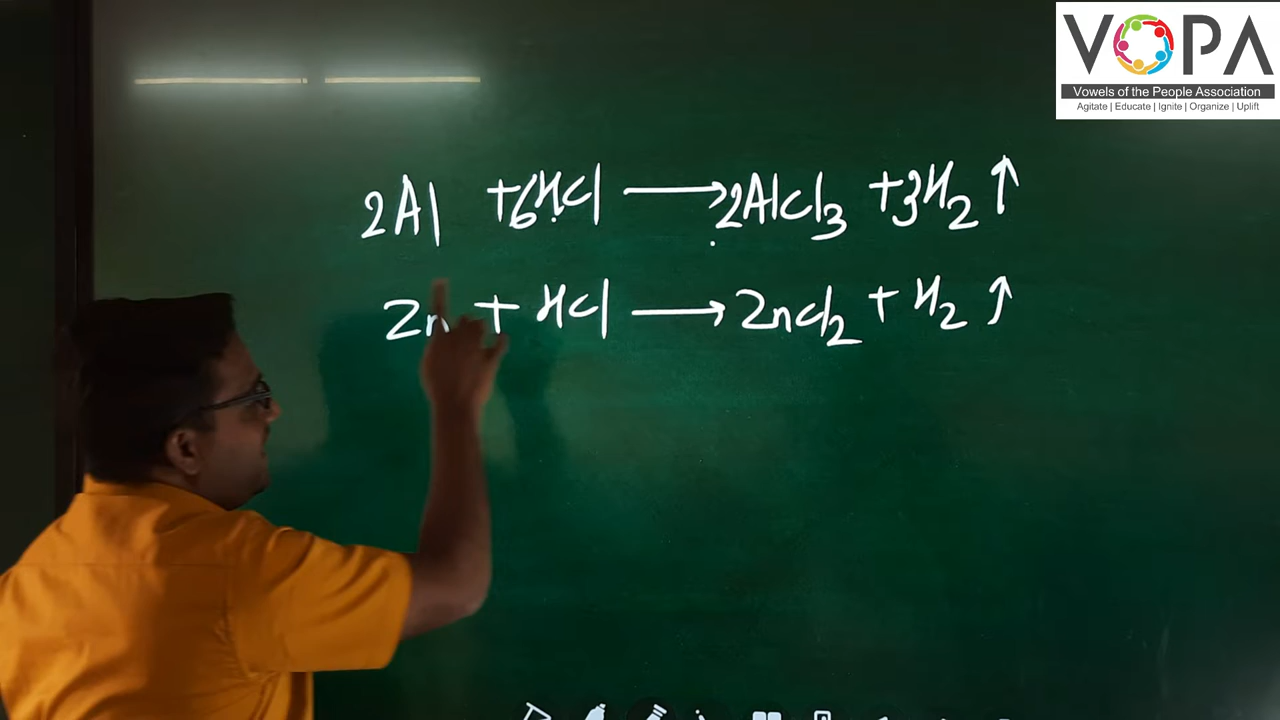 VOPA
Vowels of the People Association
Agitate | Educate | Ignite | Organize | Uplift
2Al +6HCl ⟶ 2AlCl₃ +3H₂ ↑
Zn + HCl ⟶ ZnCl₂ + H₂ ↑